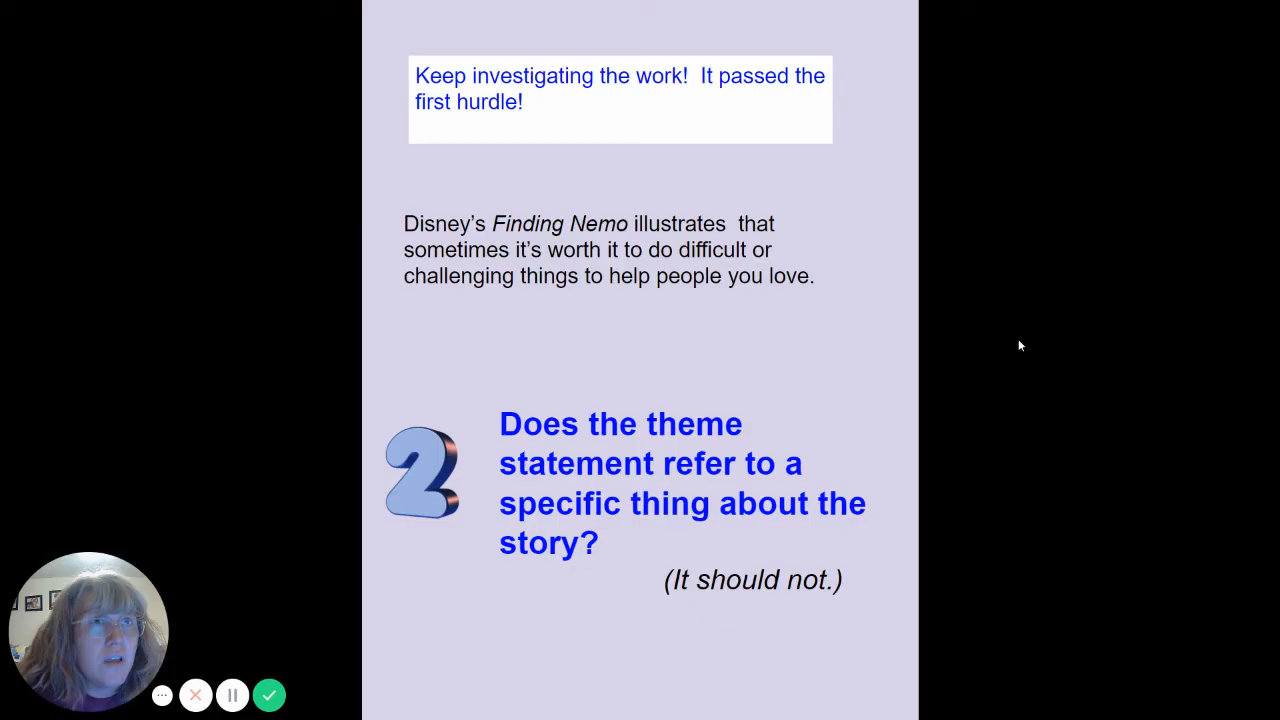 Keep investigating the work!  It passed the
first hurdle!
Disney’s Finding Nemo illustrates  that
sometimes it’s worth it to do difficult or
challenging things to help people you love.
2
Does the theme
statement refer to a
specific thing about the
story?
(It should not.)